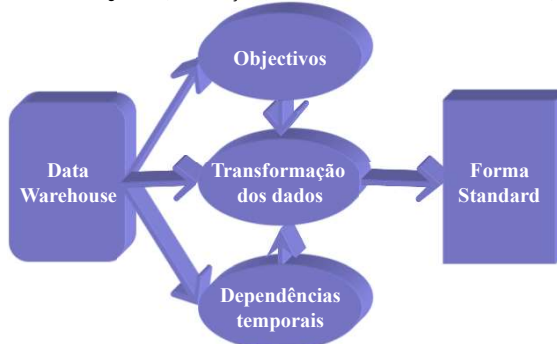 Objectivos
Data
Warehouse
Transformação
dos dados
Forma
Standard
Dependências
temporais